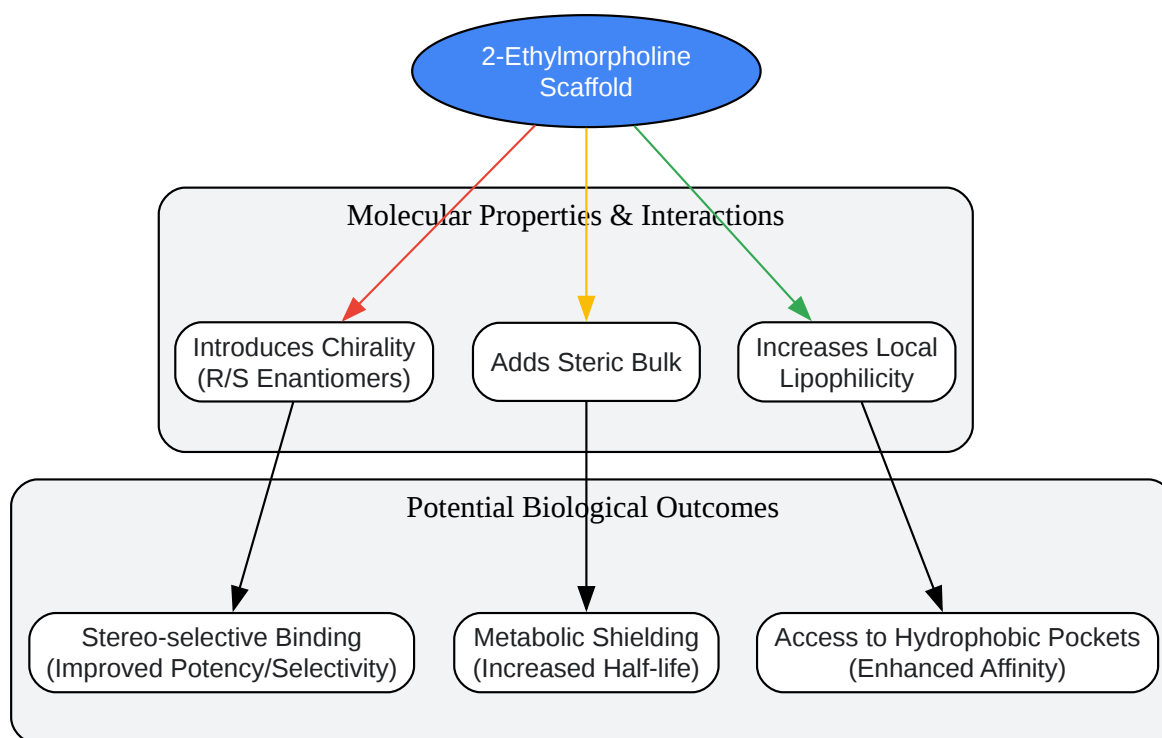 2-Ethylmorpholine
Scaffold
Molecular Properties & Interactions
Introduces Chirality
(R/S Enantiomers)
Adds Steric Bulk
Increases Local
Lipophilicity
Potential Biological Outcomes
Stereo-selective Binding
(Improved Potency/Selectivity)
Metabolic Shielding
(Increased Half-life)
Access to Hydrophobic Pockets
(Enhanced Affinity)